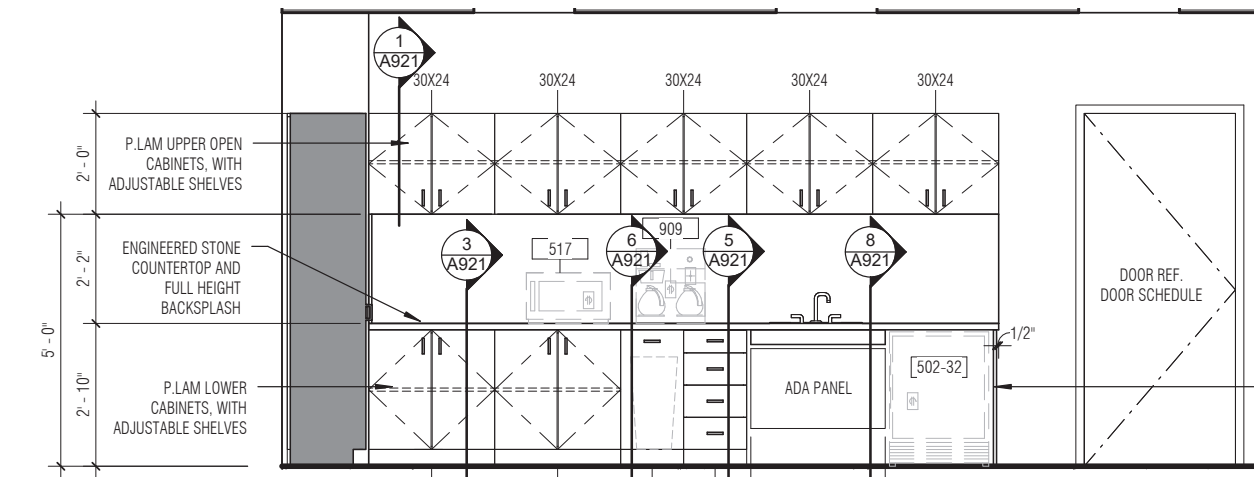 1
A921
30X24
30X24
30X24
30X24
30X24
2' - 0"
P.LAM UPPER OPEN
CABINETS, WITH
ADJUSTABLE SHELVES
5' - 0"
2' - 2"
ENGINEERED STONE
COUNTERTOP AND
FULL HEIGHT
BACKSPLASH
3
A921
517
6
A921
909
5
A921
8
A921
DOOR REF.
DOOR SCHEDULE
2' - 10"
P.LAM LOWER
CABINETS, WITH
ADJUSTABLE SHELVES
ADA PANEL
502-32
1/2"